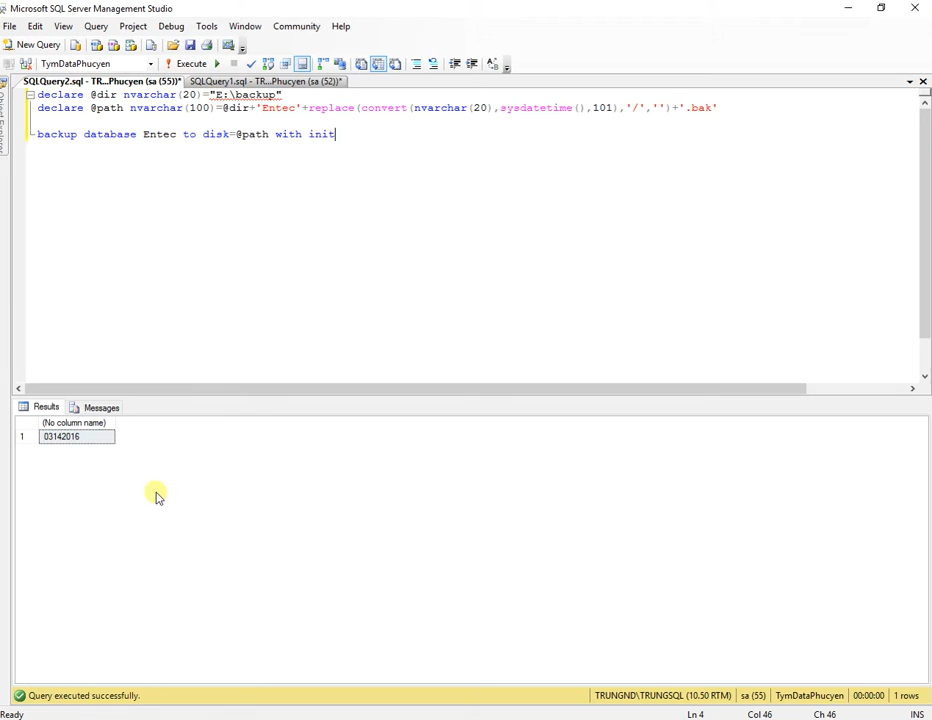 Microsoft SQL Server Management Studio
File Edit View Query Project Debug Tools Window Community Help
New Query
TymDataPhucyen Execute
SQLQuery2.sql - TR...Phucyen (sa (55))* SQLQuery1.sql - TR...Phucyen (sa (52))*
Object Explorer
declare @dir nvarchar(20)="E:\backup"
declare @path nvarchar(100)=@dir+'Entec'+replace(convert(nvarchar(20),sysdatetime(),101),'/','')+'.bak'
backup database Entec to disk=@path with init
Results Messages
(No column name)
1 03142016
Query executed successfully. TRUNGND\TRUNGSQL (10.50 RTM) sa (55) TymDataPhucyen 00:00:00 1 rows
Ready Ln 4 Col 46 Ch 46 INS